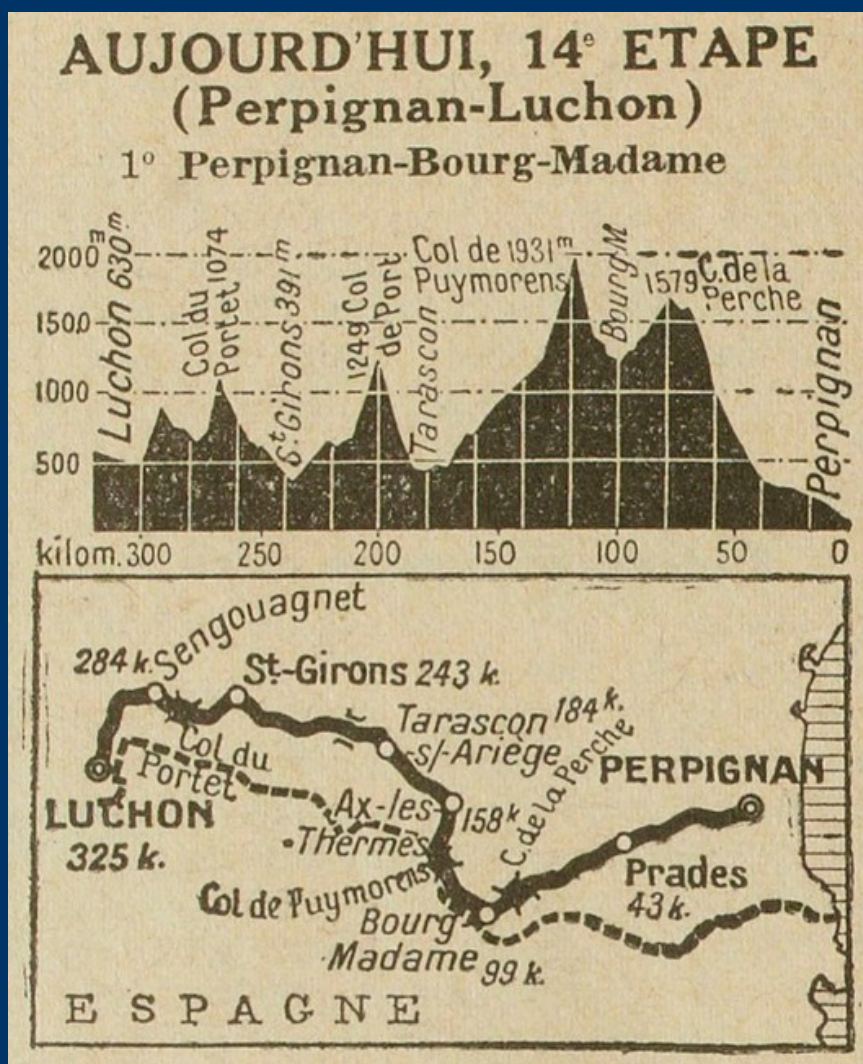 AUJOURD'HUI, 14e ETAPE
(Perpignan-Luchon)
1o Perpignan-Bourg-Madame
2000m
1500
1000
500
Luchon 630m
Col du
Portet 1074
St Girons 391m
1249 Col
de Port
Tarascon
Col de 1931m
Puymorens
Bourg M
1579 C. de la
Perche
Perpignan
kilom. 300 250 200 150 100 50 0
284 k. Sengouagnet
St-Girons 243 k.
Tarascon 184 k.
s/-Ariège
C. de la Perche
PERPIGNAN
Col du
Portet
LUCHON
325 k.
Ax-les-
Thermes
158 k
Col de Puymorens
Prades
43 k.
Bourg-
Madame 99 k.
ESPAGNE